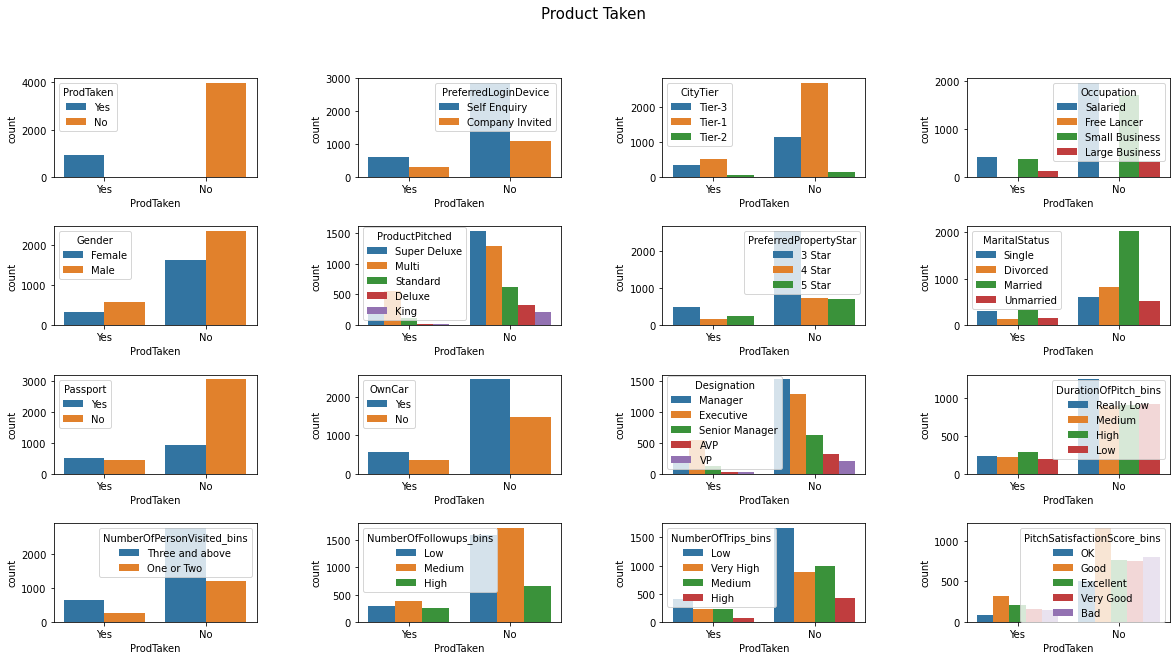 Product Taken
4000
2000
0
count
ProdTaken
Yes
No
Yes
No
ProdTaken
3000
2000
1000
0
count
PreferredLoginDevice
Self Enquiry
Company Invited
Yes
No
ProdTaken
2000
1000
0
count
CityTier
Tier-3
Tier-1
Tier-2
Yes
No
ProdTaken
2000
1000
0
count
Occupation
Salaried
Free Lancer
Small Business
Large Business
Yes
No
ProdTaken
2000
1000
0
count
Gender
Female
Male
Yes
No
ProdTaken
1500
1000
500
0
count
ProductPitched
Super Deluxe
Multi
Standard
Deluxe
King
Yes
No
ProdTaken
2000
1000
0
count
PreferredPropertyStar
3 Star
4 Star
5 Star
Yes
No
ProdTaken
2000
1000
0
count
MaritalStatus
Single
Divorced
Married
Unmarried
Yes
No
ProdTaken
3000
2000
1000
0
count
Passport
Yes
No
Yes
No
ProdTaken
2000
1000
0
count
OwnCar
Yes
No
Yes
No
ProdTaken
1500
1000
500
0
count
Designation
Manager
Executive
Senior Manager
AVP
VP
Yes
No
ProdTaken
1000
500
0
count
DurationOfPitch_bins
Really Low
Medium
High
Low
Yes
No
ProdTaken
2000
1000
0
count
NumberOfPersonVisited_bins
Three and above
One or Two
Yes
No
ProdTaken
1500
1000
500
0
count
NumberOfFollowups_bins
Low
Medium
High
Yes
No
ProdTaken
1500
1000
500
0
count
NumberOfTrips_bins
Low
Very High
Medium
High
Yes
No
ProdTaken
1000
500
0
count
PitchSatisfactionScore_bins
OK
Good
Excellent
Very Good
Bad
Yes
No
ProdTaken